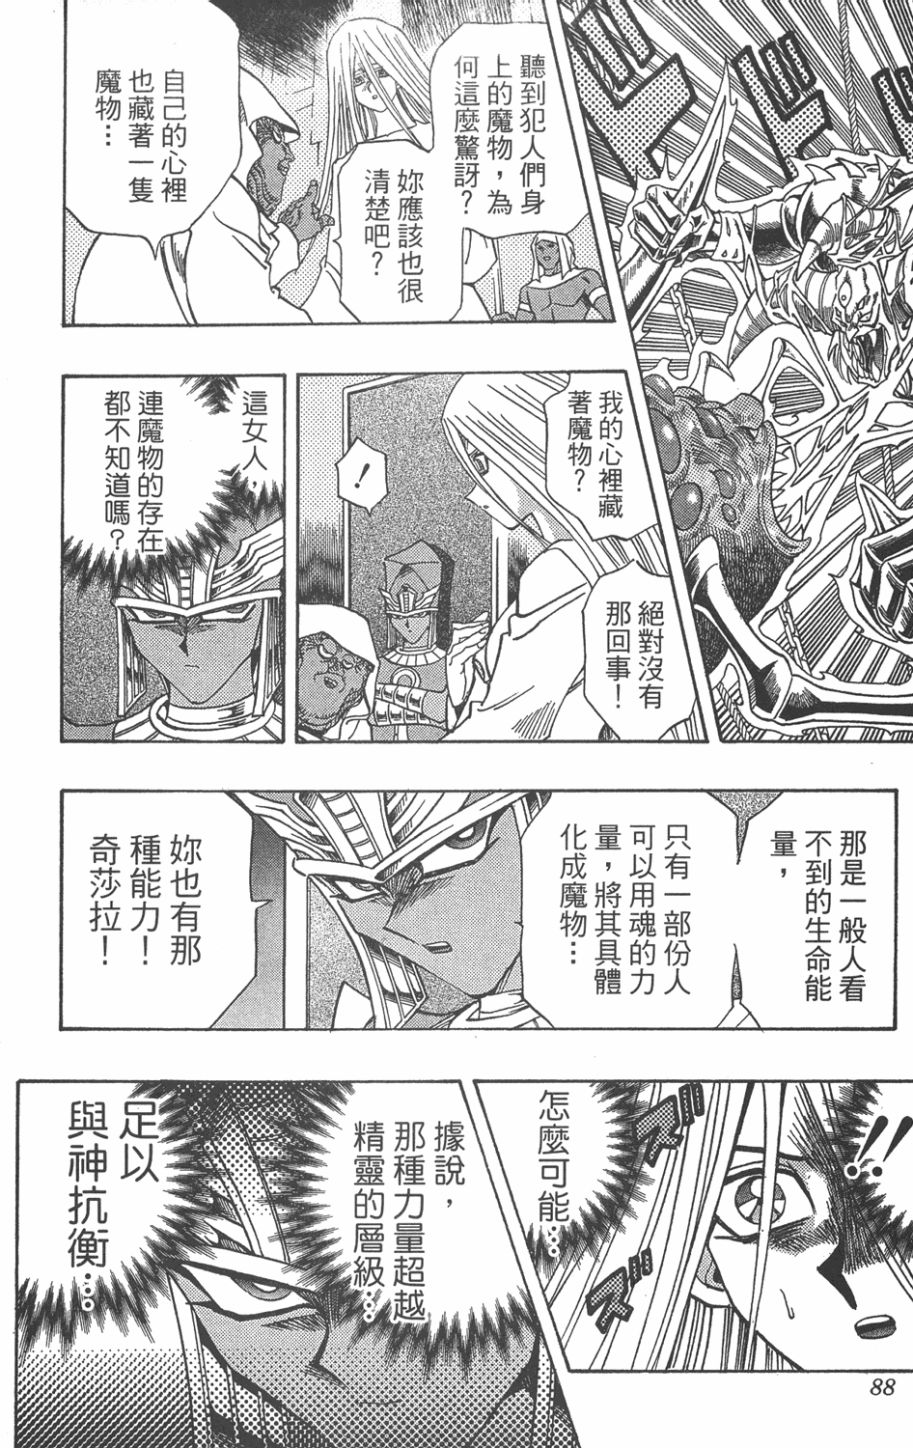 ドドド
聽到犯人們身
上的魔物，為
何這麼驚訝？
妳應該也很
清楚吧？
自己的心裡
也藏著一隻
魔物…
我的心裡藏
著魔物？
絕對沒有
那回事！
！
這女人，
連魔物的存在
都不知道嗎？
那是一般人看
不到的生命能
量，
只有一部份人
可以用魂的力
量，將其具體
化成魔物…
妳也有那
種能力！
奇莎拉！
!!
ズズ
ズズ
怎麼可能…
據說，
那種力量超越
精靈的層級…
足以
與神抗衡…
88